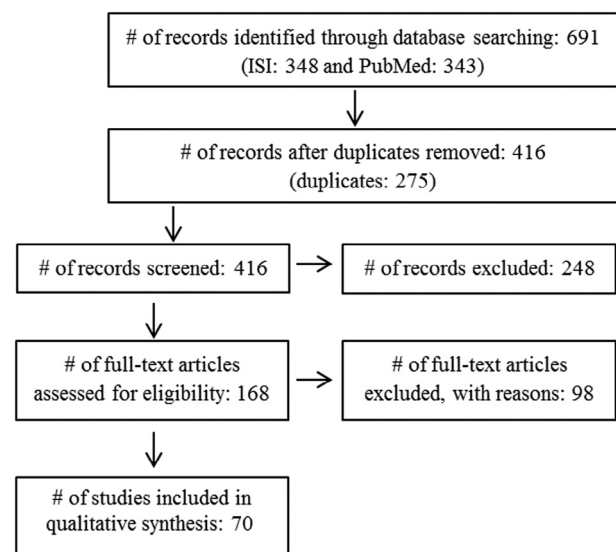 # of records identified through database searching: 691
(ISI: 348 and PubMed: 343)
# of records after duplicates removed: 416
(duplicates: 275)
# of records screened: 416
# of records excluded: 248
# of full-text articles
assessed for eligibility: 168
# of full-text articles
excluded, with reasons: 98
# of studies included in
qualitative synthesis: 70